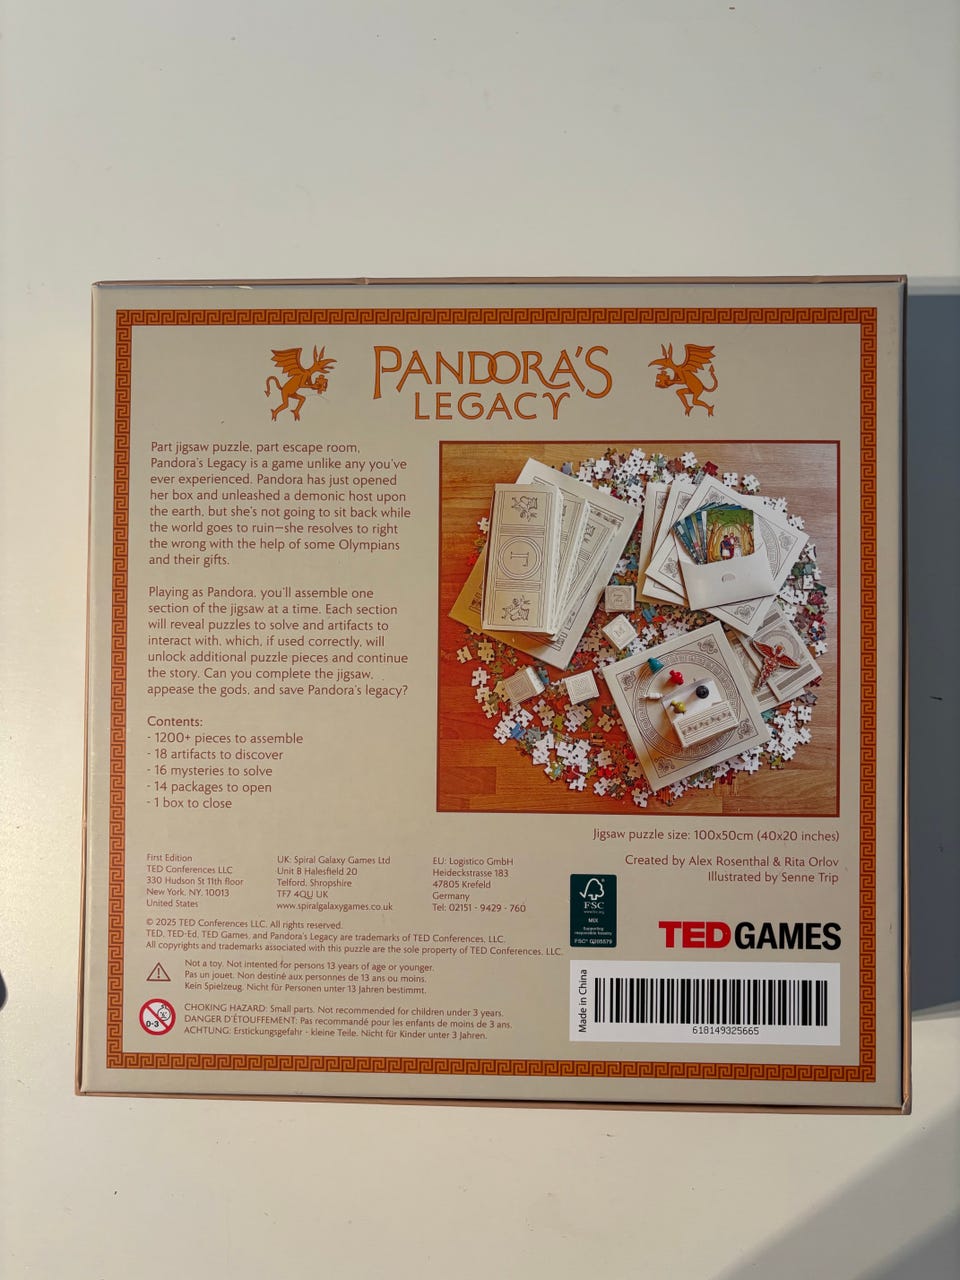 PANDORA'S
LEGACY
Part jigsaw puzzle, part escape room,
Pandora's Legacy is a game unlike any you've
ever experienced. Pandora has just opened
her box and unleashed a demonic host upon
the earth, but she's not going to sit back while
the world goes to ruin—she resolves to right
the wrong with the help of some Olympians
and their gifts.
Playing as Pandora, you'll assemble one
section of the jigsaw at a time. Each section
will reveal puzzles to solve and artifacts to
interact with, which, if used correctly, will
unlock additional puzzle pieces and continue
the story. Can you complete the jigsaw,
appease the gods, and save Pandora's legacy?
Contents:
- 1200+ pieces to assemble
- 18 artifacts to discover
- 16 mysteries to solve
- 14 packages to open
- 1 box to close
Jigsaw puzzle size: 100x50cm (40x20 inches)
Created by Alex Rosenthal & Rita Orlov
Illustrated by Senne Trip
First Edition
TED Conferences LLC
330 Hudson St 11th floor
New York, NY, 10013
United States
UK: Spiral Galaxy Games Ltd
Unit 8 Halesfield 20
Telford, Shropshire
TF7 4QU UK
www.spiralgalaxygames.co.uk
EU: Logistico GmbH
Heideckstrasse 183
47805 Krefeld
Germany
Tel: 02151 - 9429 - 760
© 2025 TED Conferences LLC. All rights reserved.
TED, TED-Ed, TED Games, and Pandora's Legacy are trademarks of TED Conferences, LLC.
All copyrights and trademarks associated with this puzzle are the sole property of TED Conferences, LLC.
Not a toy. Not intended for persons 13 years of age or younger.
Pas un jouet. Non destiné aux personnes de 13 ans ou moins.
Kein Spielzeug. Nicht für Personen unter 13 Jahren bestimmt.
0-3
CHOKING HAZARD: Small parts. Not recommended for children under 3 years.
DANGER D'ÉTOUFFEMENT: Pas recommandé pour les enfants de moins de 3 ans.
ACHTUNG: Erstickungsgefahr - kleine Teile. Nicht für Kinder unter 3 Jahren.
FSC
www.fsc.org
MIX
Supporting
responsible forestry
FSC® G205579
TED GAMES
Made in China
618149325665